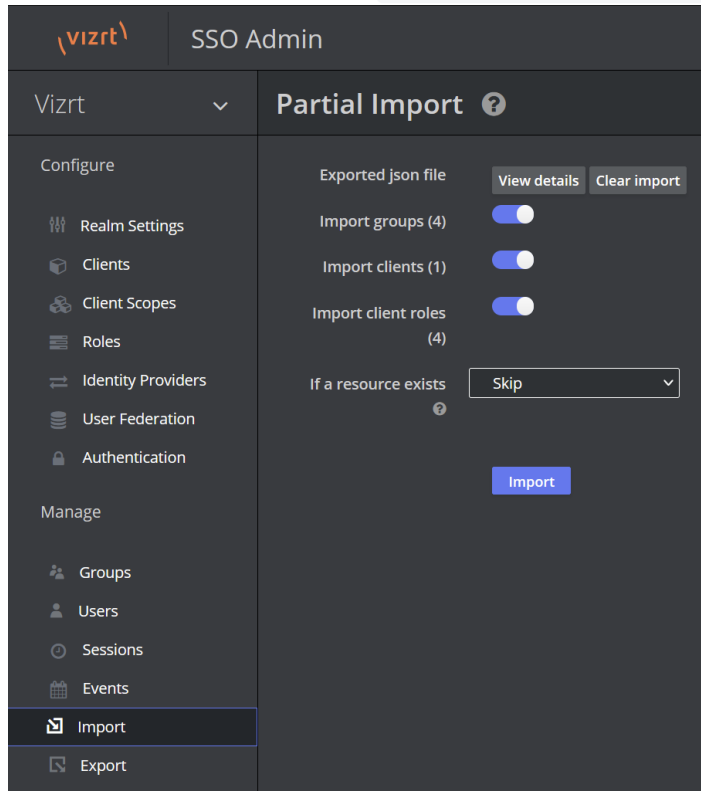 vizrt
SSO Admin
Vizrt
Partial Import
Configure
Realm Settings
Clients
Client Scopes
Roles
Identity Providers
User Federation
Authentication
Manage
Groups
Users
Sessions
Events
Import
Export
Exported json file
View details
Clear import
Import groups (4)
Import clients (1)
Import client roles
(4)
If a resource exists
Skip
Import